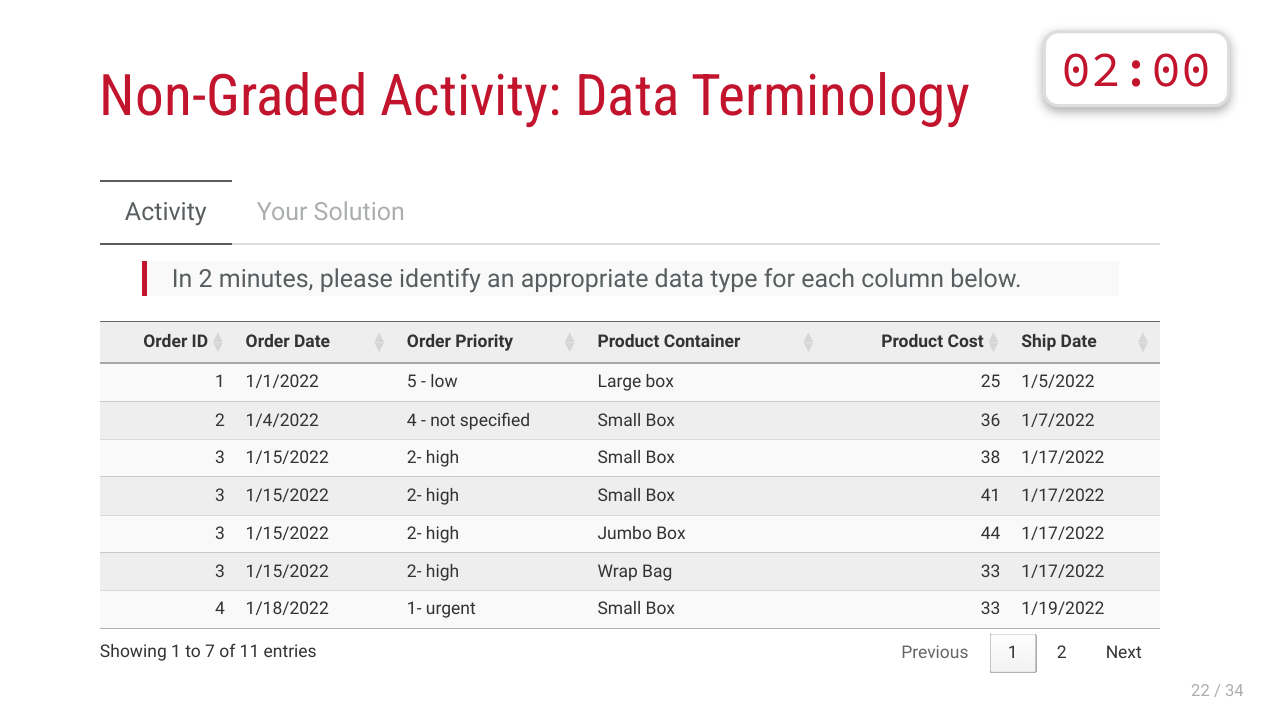 02:00
Non-Graded Activity: Data Terminology
Activity Your Solution
In 2 minutes, please identify an appropriate data type for each column below.
Order ID Order Date Order Priority Product Container Product Cost Ship Date
1 1/1/2022 5 - low Large box 25 1/5/2022
2 1/4/2022 4 - not specified Small Box 36 1/7/2022
3 1/15/2022 2- high Small Box 38 1/17/2022
3 1/15/2022 2- high Small Box 41 1/17/2022
3 1/15/2022 2- high Jumbo Box 44 1/17/2022
3 1/15/2022 2- high Wrap Bag 33 1/17/2022
4 1/18/2022 1- urgent Small Box 33 1/19/2022
Showing 1 to 7 of 11 entries Previous 1 2 Next
22 / 34